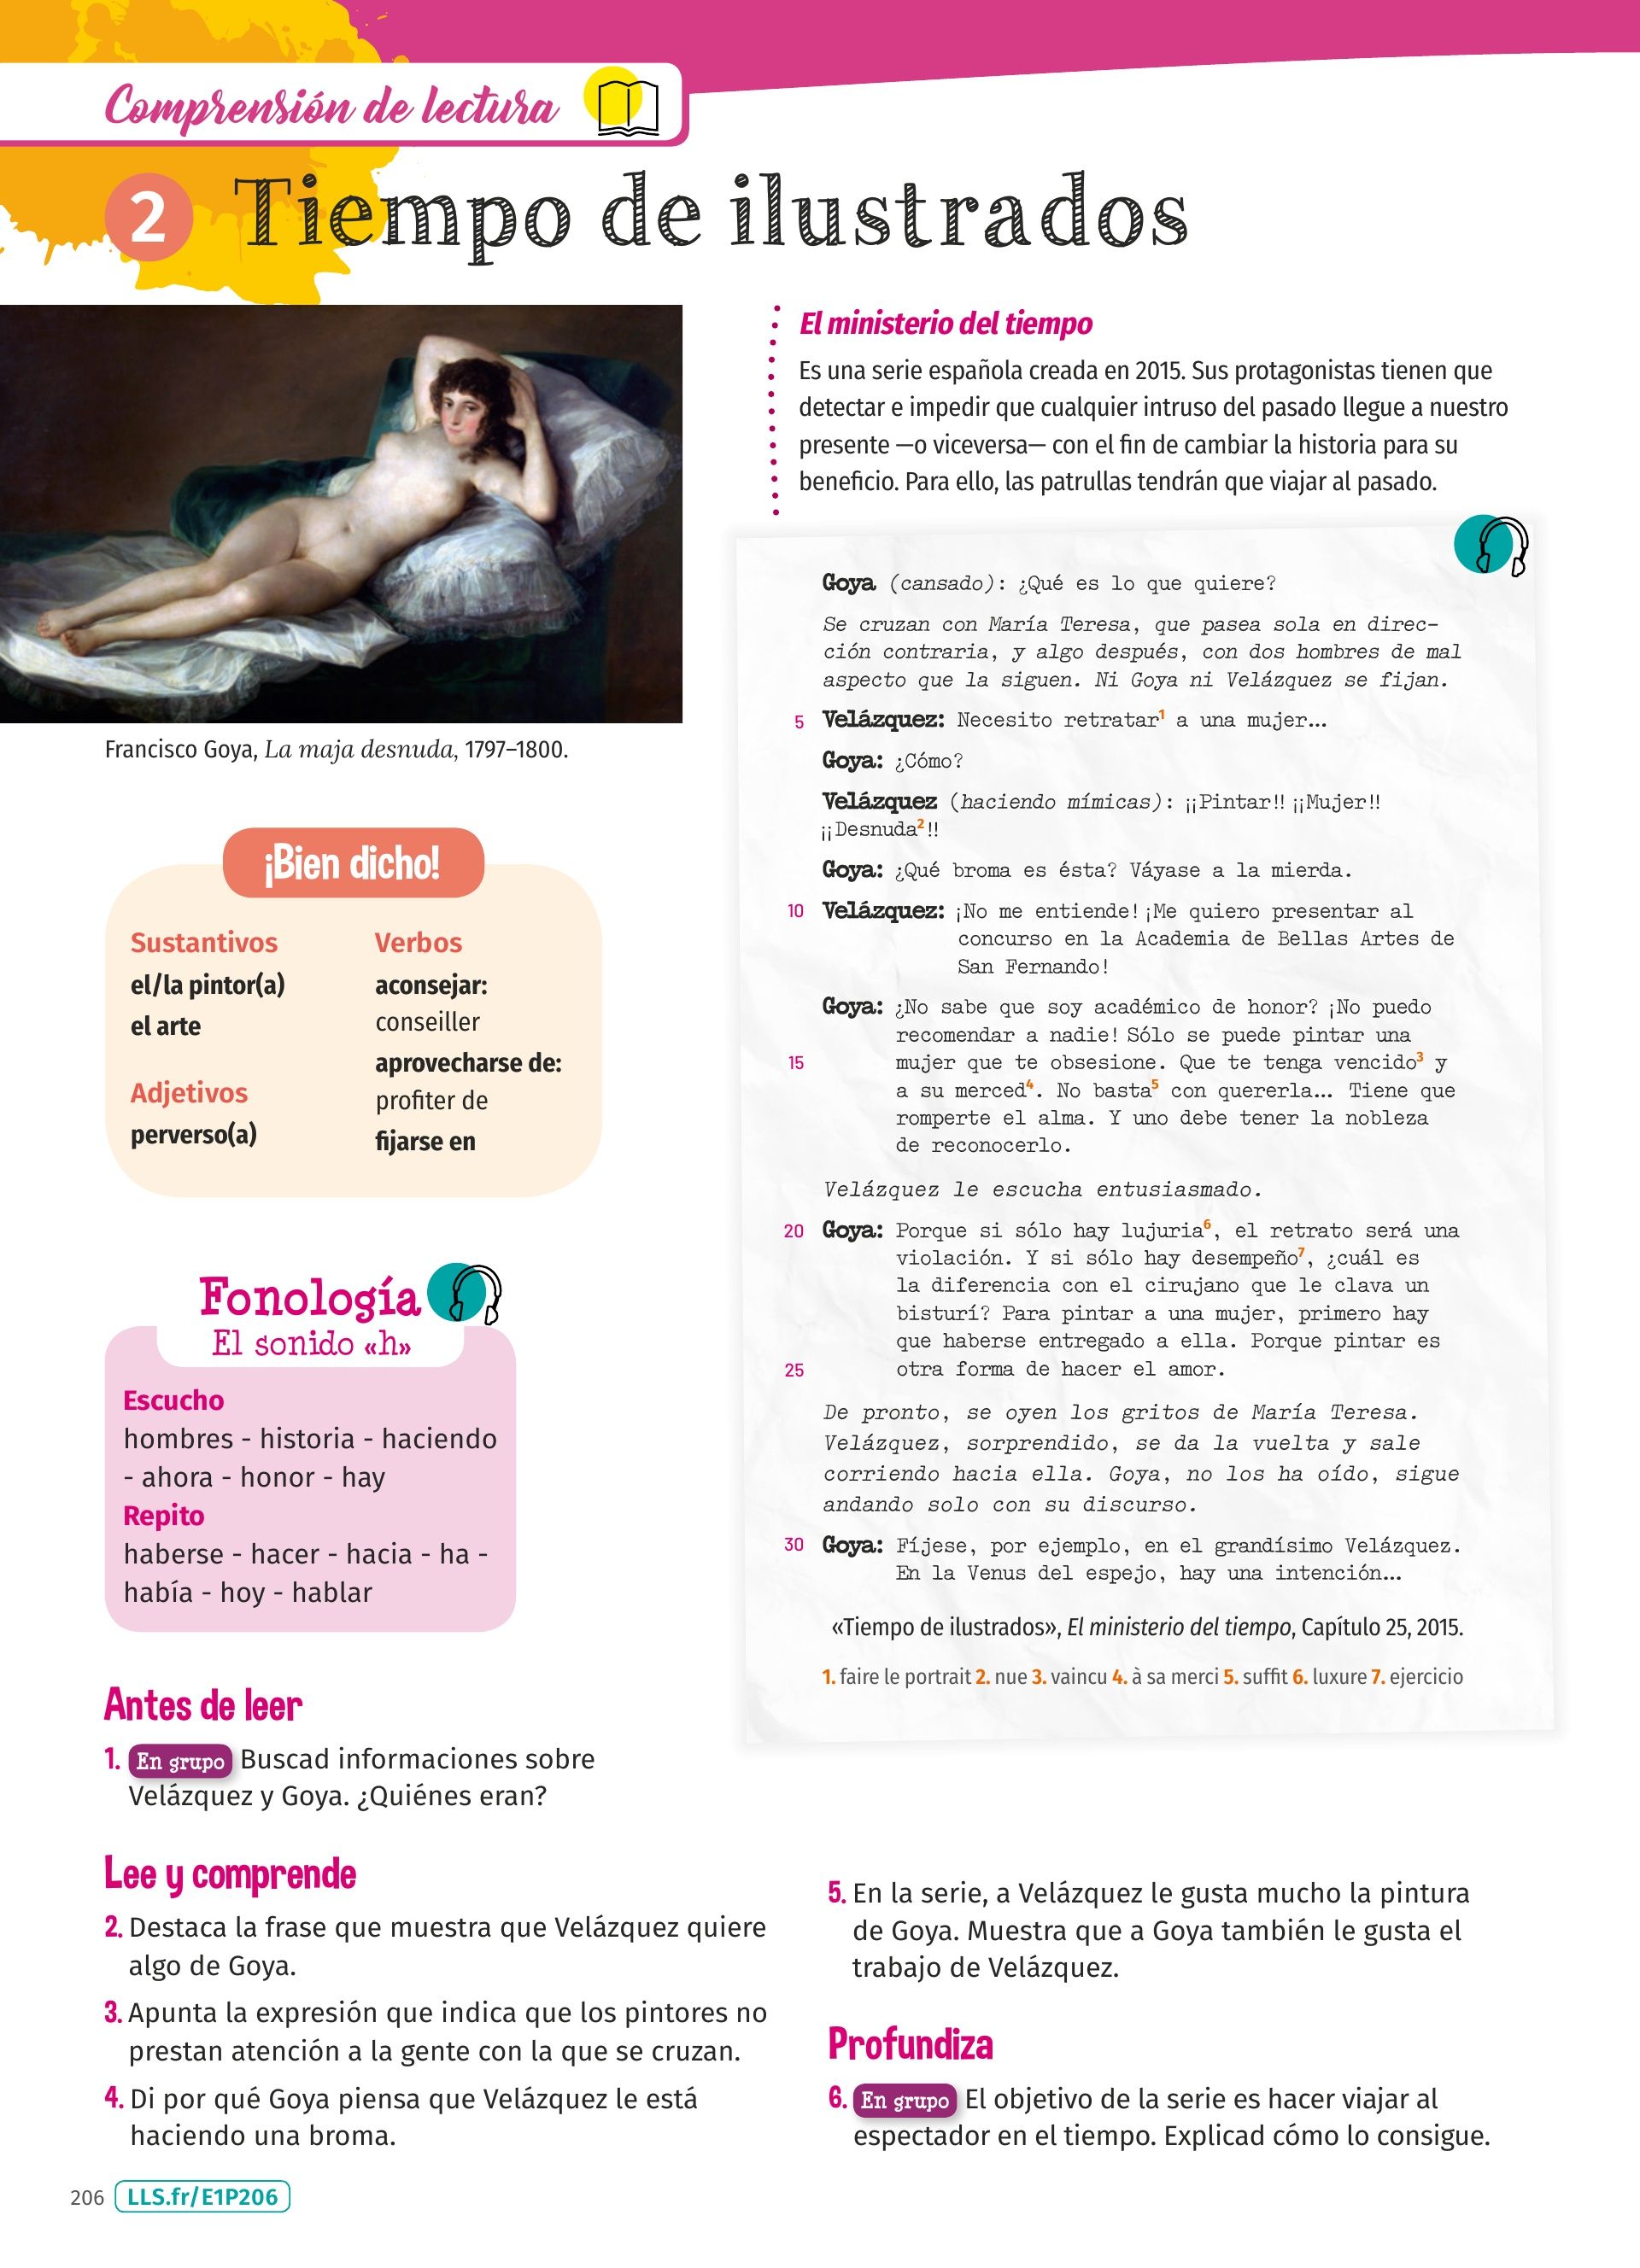 Comprensión de lectura
2 Tiempo de ilustrados
Francisco Goya, La maja desnuda, 1797–1800.
¡Bien dicho!
Sustantivos
el/la pintor(a)
el arte
Adjetivos
perverso(a)
Verbos
aconsejar:
conseiller
aprovecharse de:
profiter de
fijarse en
Fonología
El sonido «h»
Escucho
hombres - historia - haciendo
- ahora - honor - hay
Repito
haberse - hacer - hacia - ha -
había - hoy - hablar
El ministerio del tiempo
Es una serie española creada en 2015. Sus protagonistas tienen que
detectar e impedir que cualquier intruso del pasado llegue a nuestro
presente —o viceversa— con el fin de cambiar la historia para su
beneficio. Para ello, las patrullas tendrán que viajar al pasado.
Goya (cansado): ¿Qué es lo que quiere?
Se cruzan con María Teresa, que pasea sola en direc-
ción contraria, y algo después, con dos hombres de mal
aspecto que la siguen. Ni Goya ni Velázquez se fijan.
5 Velázquez: Necesito retratar1 a una mujer…
Goya: ¿Cómo?
Velázquez (haciendo mímicas): ¡¡Pintar!! ¡¡Mujer!!
¡¡Desnuda2!!
Goya: ¿Qué broma es ésta? Váyase a la mierda.
10 Velázquez: ¡No me entiende! ¡Me quiero presentar al
concurso en la Academia de Bellas Artes de
San Fernando!
Goya: ¿No sabe que soy académico de honor? ¡No puedo
recomendar a nadie! Sólo se puede pintar una
15 mujer que te obsesione. Que te tenga vencido3 y
a su merced4. No basta5 con quererla… Tiene que
romperte el alma. Y uno debe tener la nobleza
de reconocerlo.
Velázquez le escucha entusiasmado.
20 Goya: Porque si sólo hay lujuria6, el retrato será una
violación. Y si sólo hay desempeño7, ¿cuál es
la diferencia con el cirujano que le clava un
bisturí? Para pintar a una mujer, primero hay
que haberse entregado a ella. Porque pintar es
25 otra forma de hacer el amor.
De pronto, se oyen los gritos de María Teresa.
Velázquez, sorprendido, se da la vuelta y sale
corriendo hacia ella. Goya, no los ha oído, sigue
andando solo con su discurso.
30 Goya: Fíjese, por ejemplo, en el grandísimo Velázquez.
En la Venus del espejo, hay una intención…
«Tiempo de ilustrados», El ministerio del tiempo, Capítulo 25, 2015.
1. faire le portrait 2. nue 3. vaincu 4. à sa merci 5. suffit 6. luxure 7. ejercicio
Antes de leer
1. En grupo Buscad informaciones sobre
Velázquez y Goya. ¿Quiénes eran?
Lee y comprende
2. Destaca la frase que muestra que Velázquez quiere
algo de Goya.
3. Apunta la expresión que indica que los pintores no
prestan atención a la gente con la que se cruzan.
4. Di por qué Goya piensa que Velázquez le está
haciendo una broma.
5. En la serie, a Velázquez le gusta mucho la pintura
de Goya. Muestra que a Goya también le gusta el
trabajo de Velázquez.
Profundiza
6. En grupo El objetivo de la serie es hacer viajar al
espectador en el tiempo. Explicad cómo lo consigue.
206 LLS.fr/E1P206